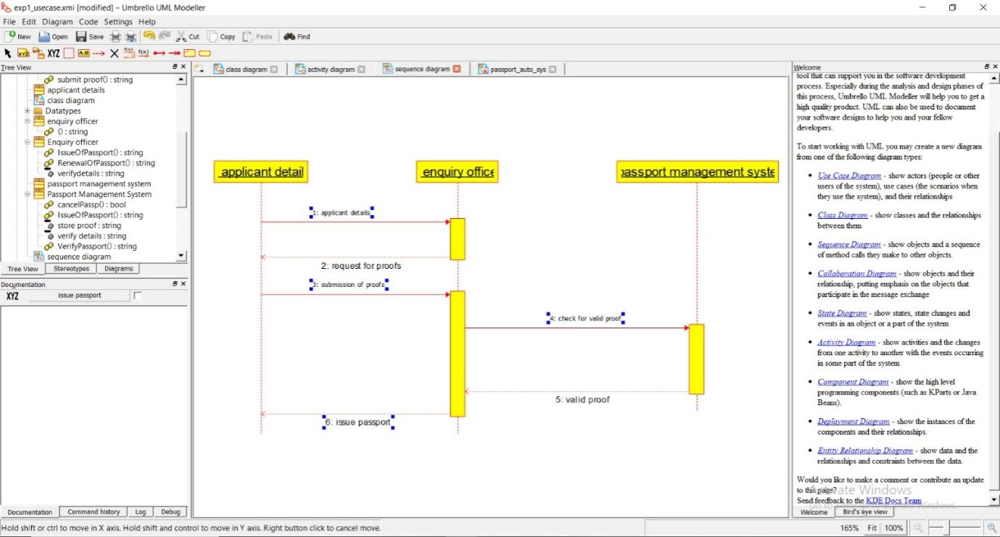 exp1_usecase.xmi [modified] – Umbrello UML Modeller
File Edit Diagram Code Settings Help
New Open Save Cut Copy Paste Find
XYZ XYZ A:B f(x) f(x)
Tree View
submit proof() : string
applicant details
class diagram
Datatypes
enquiry officer
() : string
Enquiry officer
IssueOfPassport() : string
RenewalOfPassport() : string
verifydetails : string
passport management system
Passport Management System
cancelPassp() : bool
IssueOfPassport() : string
store proof : string
verify details : string
VerifyPassport() : string
sequence diagram
Tree View Stereotypes Diagrams
Documentation
XYZ issue passport
Documentation Command history Log Debug
class diagram activity diagram sequence diagram passport_auto_sys
applicant detail enquiry office passport management syste
1: applicant details
2: request for proofs
3: submission of proofs
4: check for valid proof
5: valid proof
6: issue passport
Welcome
tool that can support you in the software development
process. Especially during the analysis and design phases of
this process, Umbrello UML Modeller will help you to get a
high quality product. UML can also be used to document
your software designs to help you and your fellow
developers.
To start working with UML you may create a new diagram
from one of the following diagram types:
• Use Case Diagram - show actors (people or other
users of the system), use cases (the scenarios when
they use the system), and their relationships
• Class Diagram - show classes and the relationships
between them
• Sequence Diagram - show objects and a sequence
of method calls they make to other objects.
• Collaboration Diagram - show objects and their
relationship, putting emphasis on the objects that
participate in the message exchange
• State Diagram - show states, state changes and
events in an object or a part of the system
• Activity Diagram - show activities and the changes
from one activity to another with the events occurring
in some part of the system
• Component Diagram - show the high level
programming components (such as KParts or Java
Beans).
• Deployment Diagram - show the instances of the
components and their relationships.
• Entity Relationship Diagram - show data and the
relationships and constraints between the data.
Would you like to make a comment or contribute an update
to this page?
Activate Windows
Send feedback to the KDE Docs Team
Go to Settings to activate Windows.
Welcome Bird's eye view
Hold shift or ctrl to move in X axis. Hold shift and control to move in Y axis. Right button click to cancel move.
165% Fit 100%